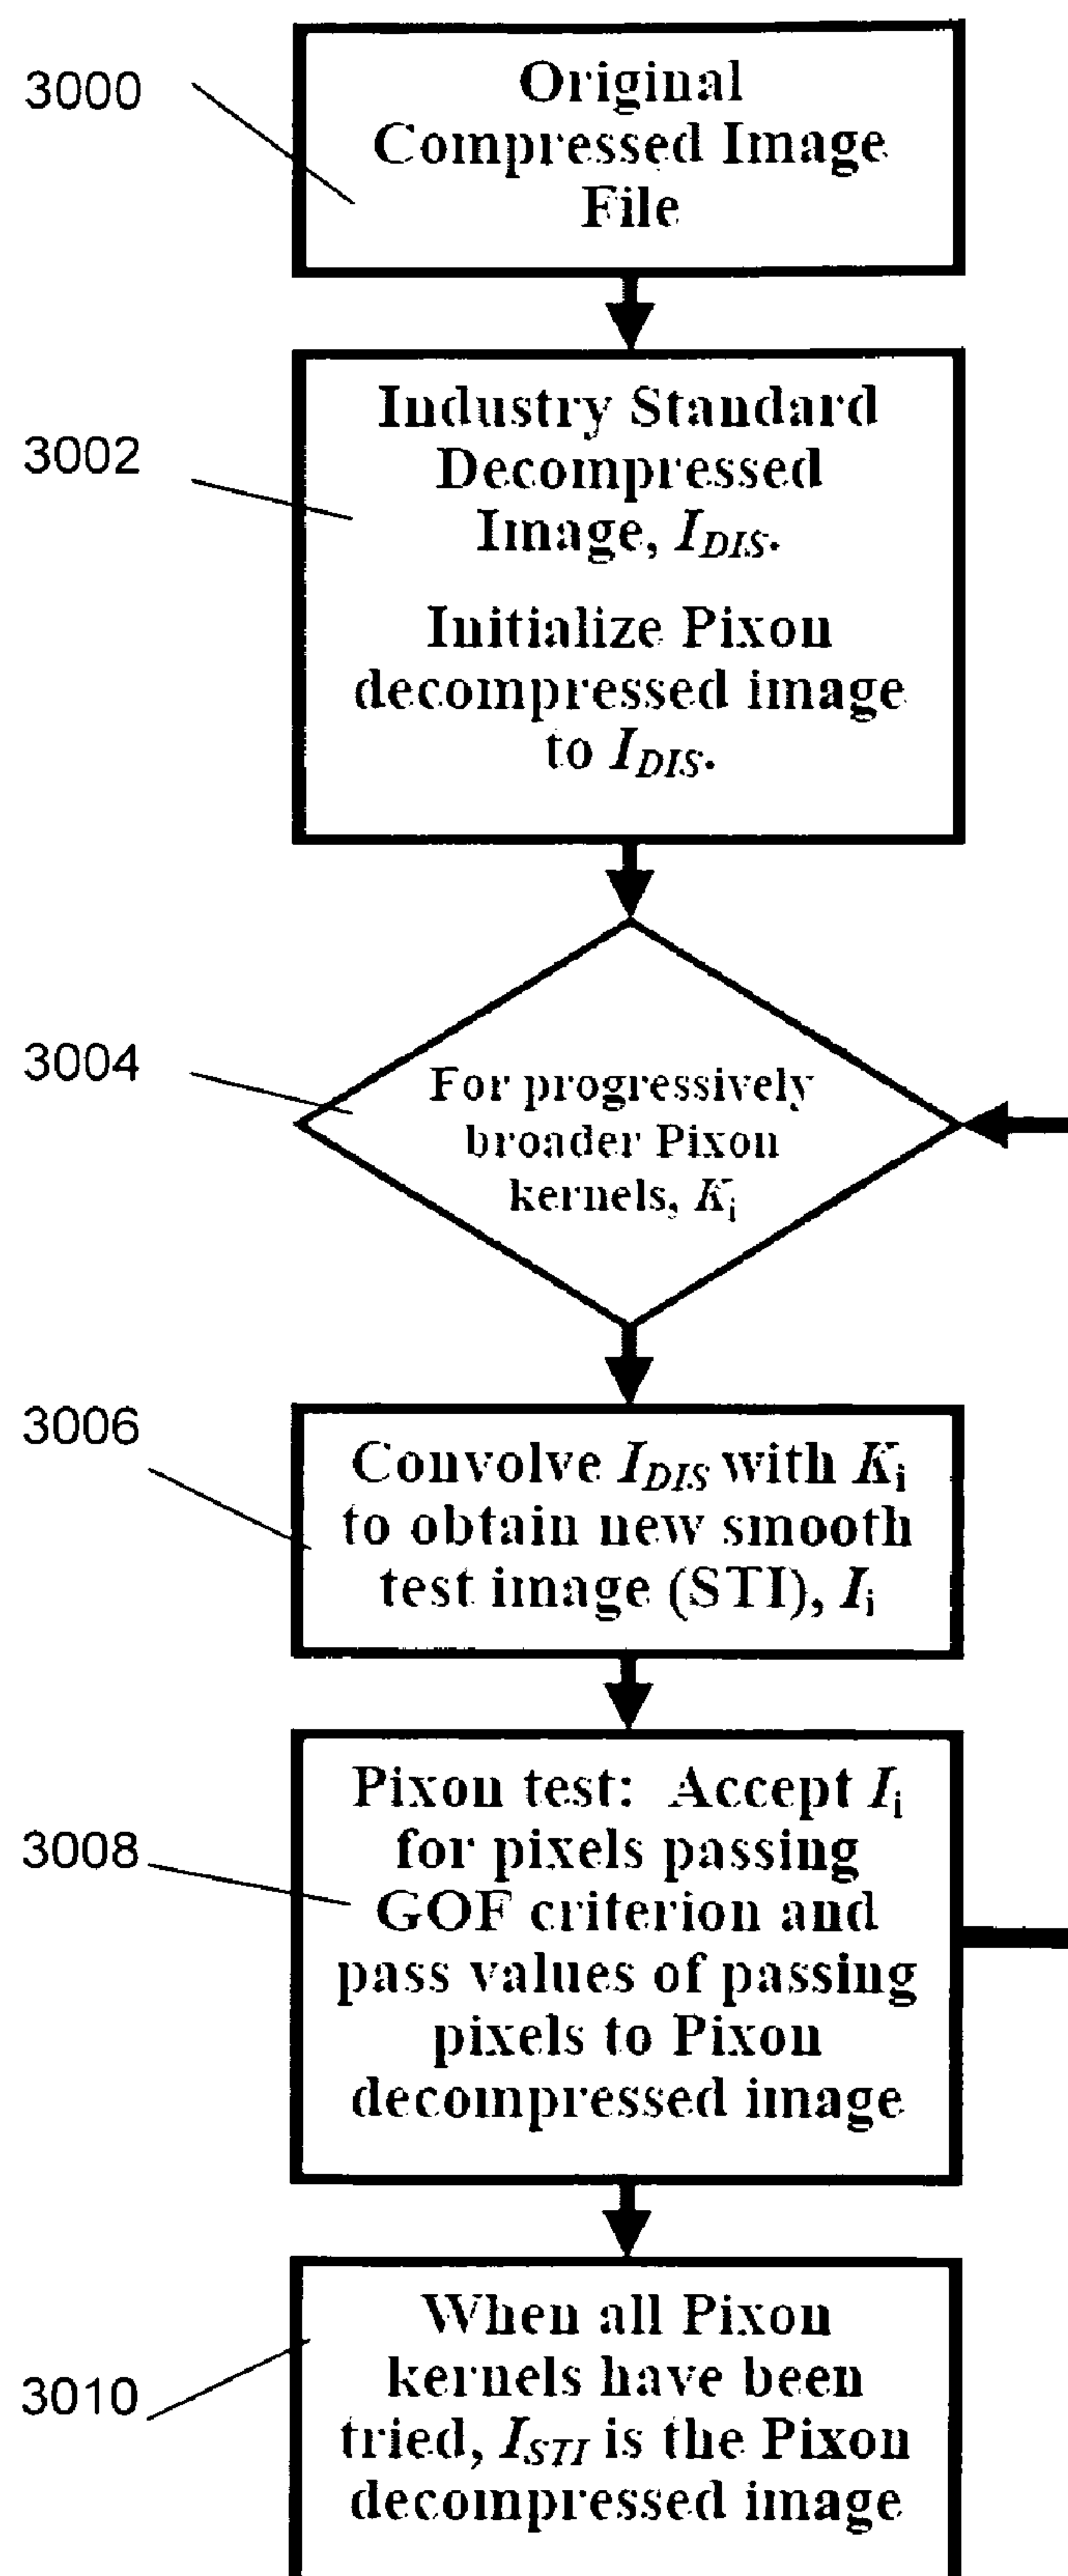 3000
Original
Compressed Image
File
3002
Industry Standard
Decompressed
Image, I_DIS.
Initialize Pixon
decompressed image
to I_DIS.
3004
For progressively
broader Pixon
kernels, K_i
3006
Convolve I_DIS with K_i
to obtain new smooth
test image (STI), I_i
3008
Pixon test: Accept I_i
for pixels passing
GOF criterion and
pass values of passing
pixels to Pixon
decompressed image
3010
When all Pixon
kernels have been
tried, I_STI is the Pixon
decompressed image